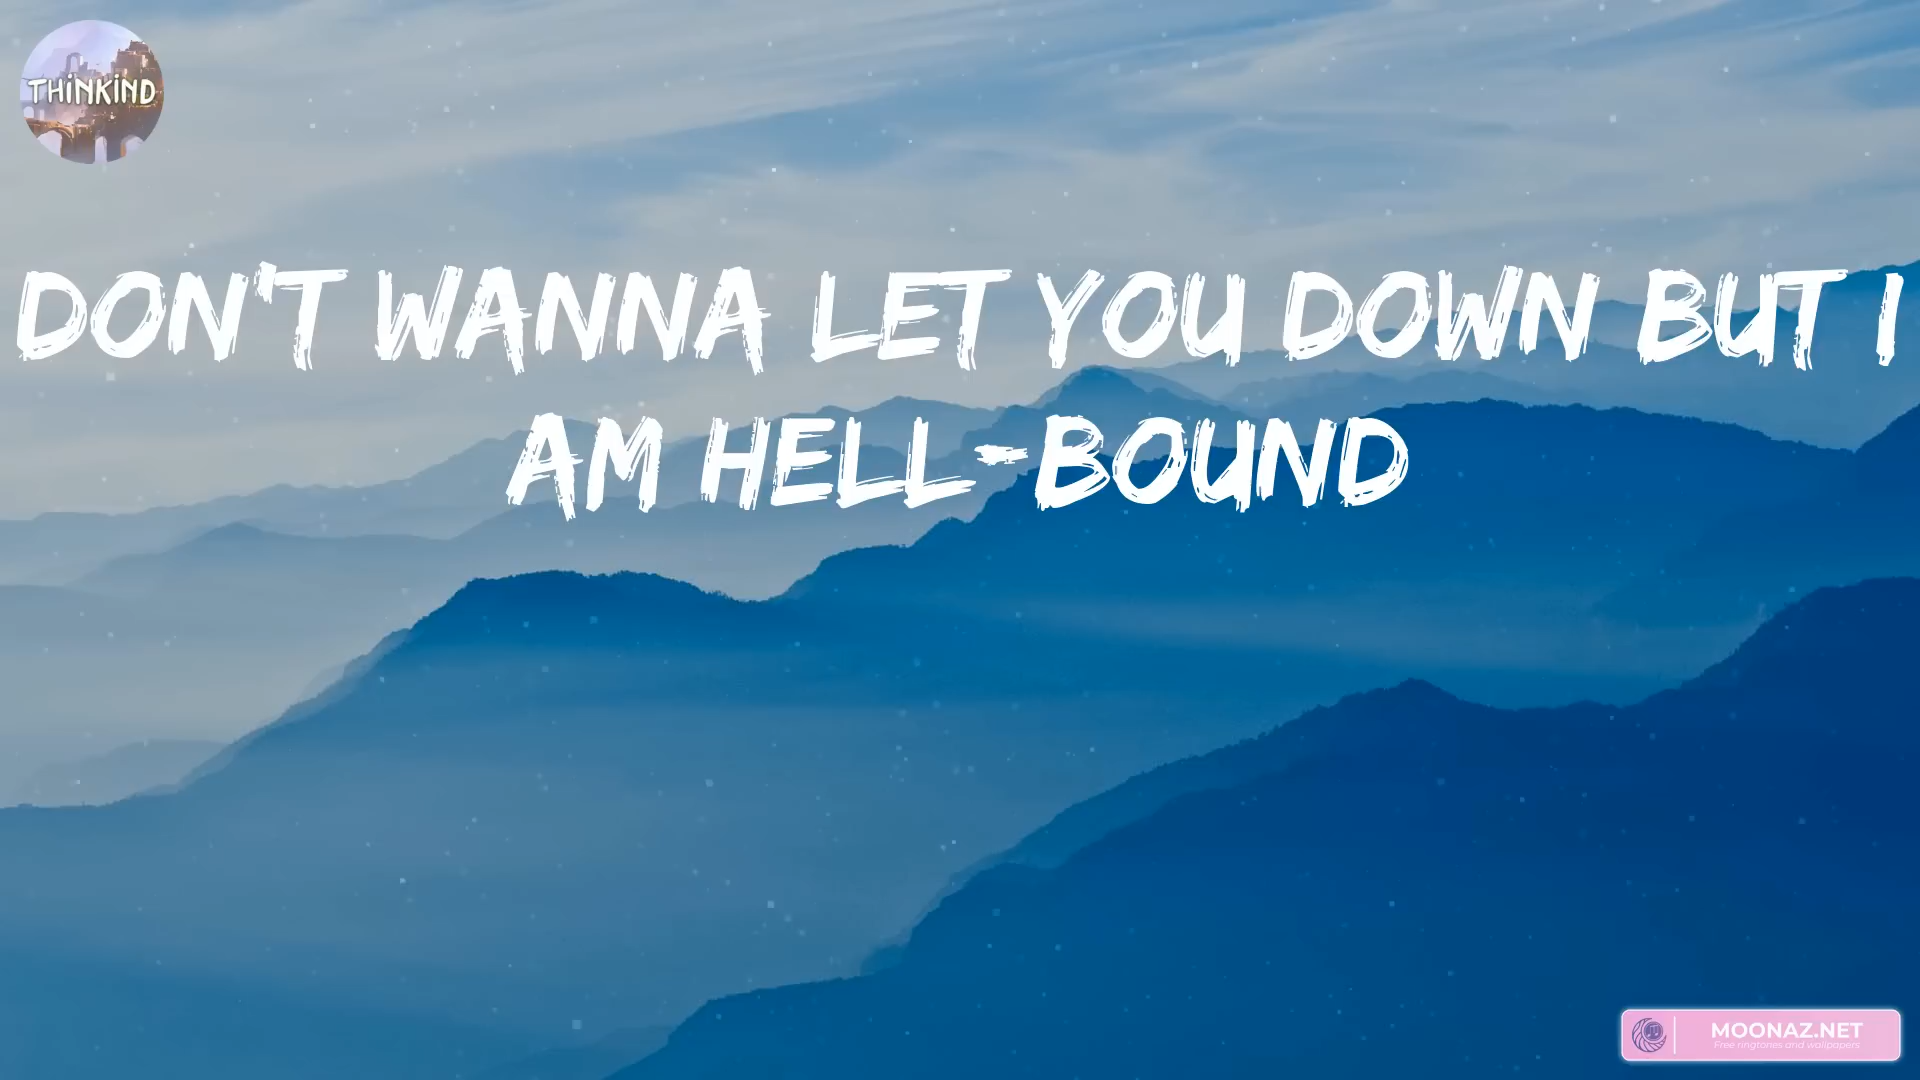 THiNKiND
DON'T WANNA LET YOU DOWN BUT I
AM HELL-BOUND
MOONAZ.NET
Free ringtones and wallpapers